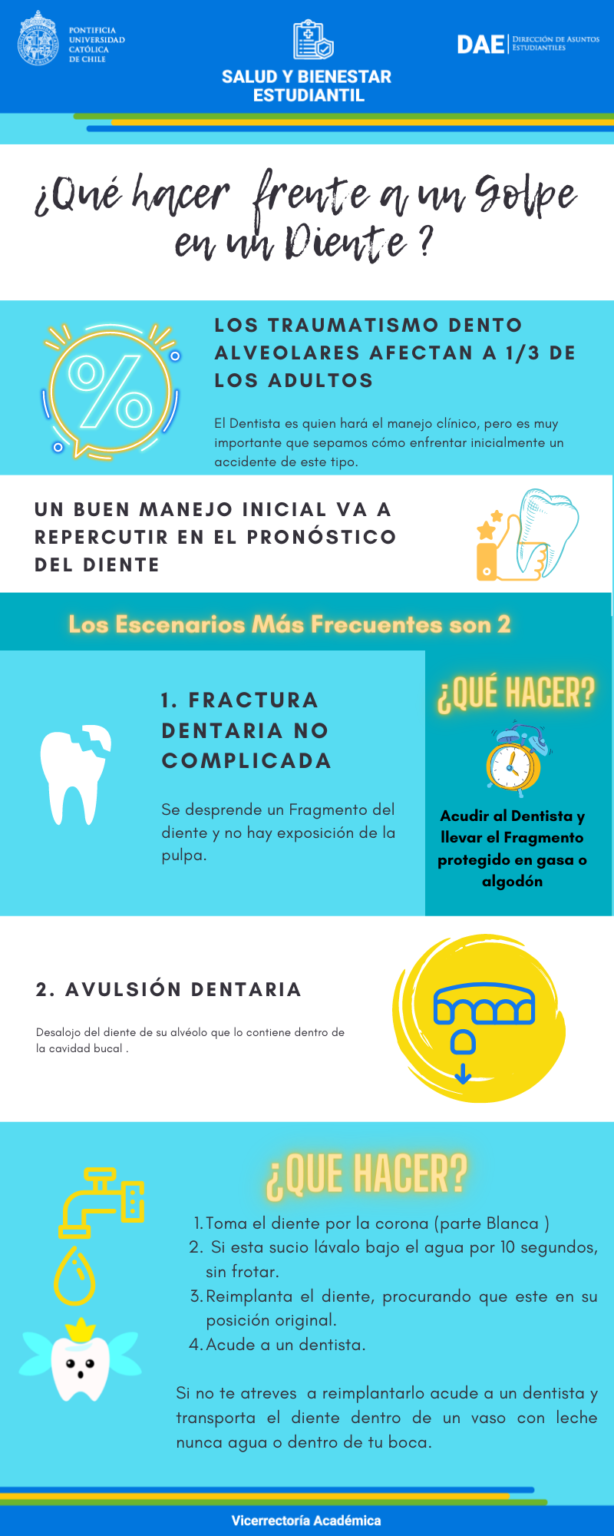 PONTIFICIA
UNIVERSIDAD
CATÓLICA
DE CHILE
SALUD Y BIENESTAR
ESTUDIANTIL
DAE
DIRECCIÓN DE ASUNTOS
ESTUDIANTILES
¿Qué hacer frente a un Golpe
en un Diente ?
LOS TRAUMATISMO DENTO
ALVEOLARES AFECTAN A 1/3 DE
LOS ADULTOS
%
El Dentista es quien hará el manejo clínico, pero es muy
importante que sepamos cómo enfrentar inicialmente un
accidente de este tipo.
UN BUEN MANEJO INICIAL VA A
REPERCUTIR EN EL PRONÓSTICO
DEL DIENTE
Los Escenarios Más Frecuentes son 2
1. FRACTURA
DENTARIA NO
COMPLICADA
Se desprende un Fragmento del
diente y no hay exposición de la
pulpa.
¿QUÉ HACER?
Acudir al Dentista y
llevar el Fragmento
protegido en gasa o
algodón
2. AVULSIÓN DENTARIA
Desalojo del diente de su alvéolo que lo contiene dentro de
la cavidad bucal .
¿QUE HACER?
1. Toma el diente por la corona (parte Blanca )
2. Si esta sucio lávalo bajo el agua por 10 segundos,
sin frotar.
3. Reimplanta el diente, procurando que este en su
posición original.
4. Acude a un dentista.
Si no te atreves a reimplantarlo acude a un dentista y
transporta el diente dentro de un vaso con leche
nunca agua o dentro de tu boca.
Vicerrectoría Académica